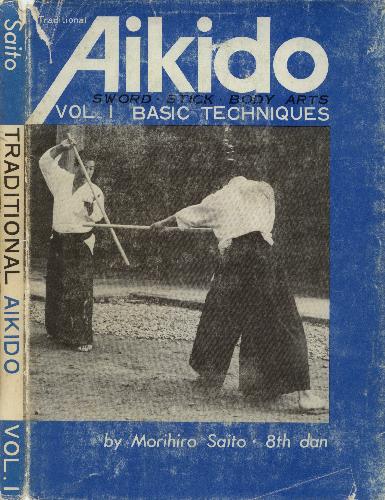 Saito
TRADITIONAL AIKIDO
VOL. I
Traditional
Aikido
SWORD · STICK BODY ARTS
VOL. I BASIC TECHNIQUES
by Morihiro Saito · 8th dan